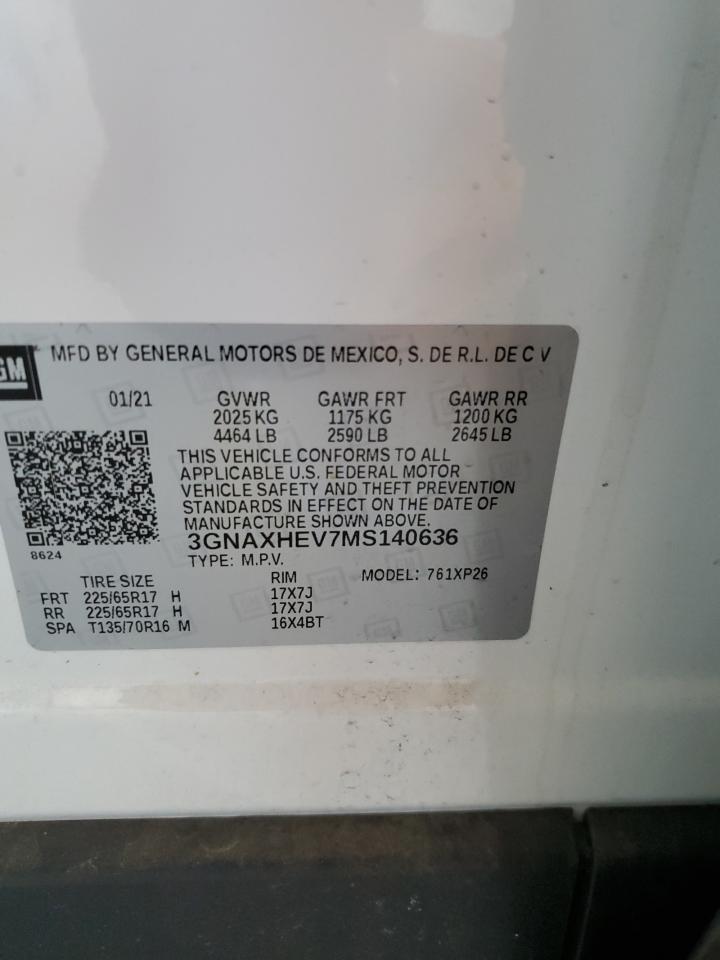 GM MFD BY GENERAL MOTORS DE MEXICO, S. DE R.L. DE C V
01/21 GVWR GAWR FRT GAWR RR
2025 KG 1175 KG 1200 KG
4464 LB 2590 LB 2645 LB
THIS VEHICLE CONFORMS TO ALL
APPLICABLE U.S. FEDERAL MOTOR
VEHICLE SAFETY AND THEFT PREVENTION
STANDARDS IN EFFECT ON THE DATE OF
MANUFACTURE SHOWN ABOVE.
3GNAXHEV7MS140636
8624
TYPE: M.P.V.
TIRE SIZE RIM MODEL: 761XP26
FRT 225/65R17 H 17X7J
RR 225/65R17 H 17X7J
SPA T135/70R16 M 16X4BT